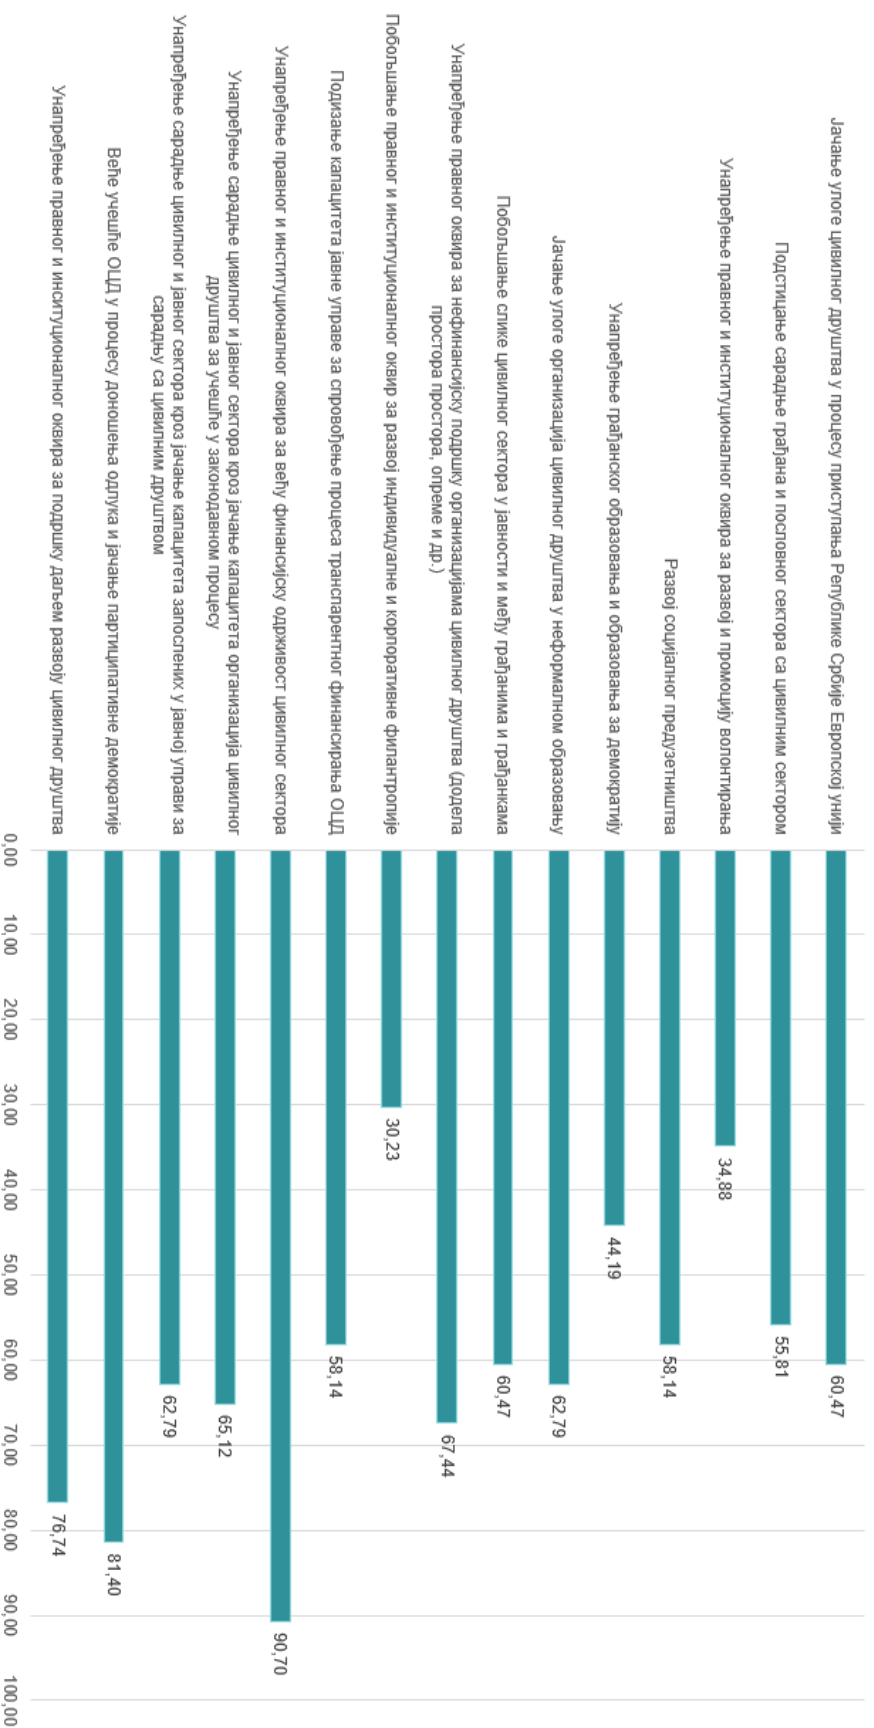 Јачање улоге цивилног друштва у процесу приступања Републике Србије Европској унији
60,47
Подстицање сарадње грађана и пословног сектора са цивилним сектором
55,81
Унапређење правног и институционалног оквира за развој и промоцију волонтирања
34,88
Развој социјалног предузетништва
58,14
Унапређење грађанског образовања и образовања за демократију
44,19
Јачање улоге организација цивилног друштва у неформалном образовању
62,79
Побољшање слике цивилног сектора у јавности и међу грађанима и грађанкама
60,47
Унапређење правног оквира за нефинансијску подршку организацијама цивилног друштва (додела
простора простора, опреме и др.)
67,44
Побољшање правног и институционалног оквир за развој индивидуалне и корпоративне филантропије
30,23
Подизање капацитета јавне управе за спровођење процеса транспарентног финансирања ОЦД
58,14
Унапређење правног и институционалног оквира за већу финансијску одрживост цивилног сектора
90,70
Унапређење сарадње цивилног и јавног сектора кроз јачање капацитета организација цивилног
друштва за учешће у законодавном процесу
65,12
Унапређење сарадње цивилног и јавног сектора кроз јачање капацитета запослених у јавној управи за
сарадњу са цивилним друштвом
62,79
Веће учешће ОЦД у процесу доношења одлука и јачање партиципативне демократије
81,40
Унапређење правног и инситуционалног оквира за подршку даљем развоју цивилног друштва
76,74
0,00
10,00
20,00
30,00
40,00
50,00
60,00
70,00
80,00
90,00
100,00